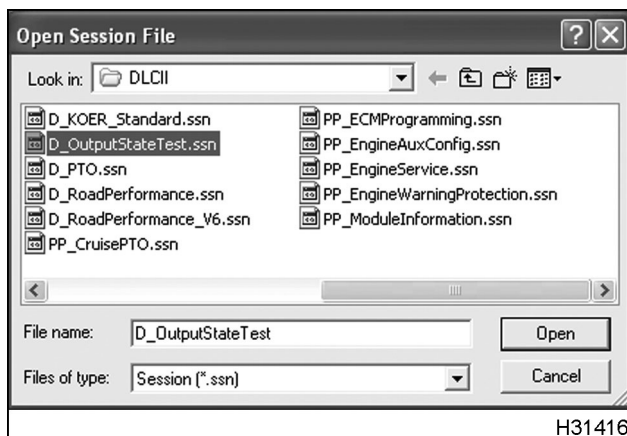 Open Session File
Look in: DLCII
D_KOER_Standard.ssn
D_OutputStateTest.ssn
D_PTO.ssn
D_RoadPerformance.ssn
D_RoadPerformance_V6.ssn
PP_CruisePTO.ssn
PP_ECMProgramming.ssn
PP_EngineAuxConfig.ssn
PP_EngineService.ssn
PP_EngineWarningProtection.ssn
PP_ModuleInformation.ssn
File name: D_OutputStateTest Open
Files of type: Session (*.ssn) Cancel
H31416